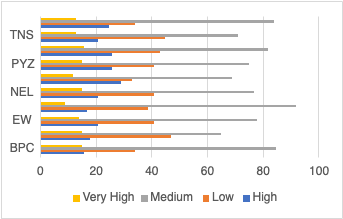 TNS
PYZ
NEL
EW
BPC
0 20 40 60 80 100
Very High Medium Low High